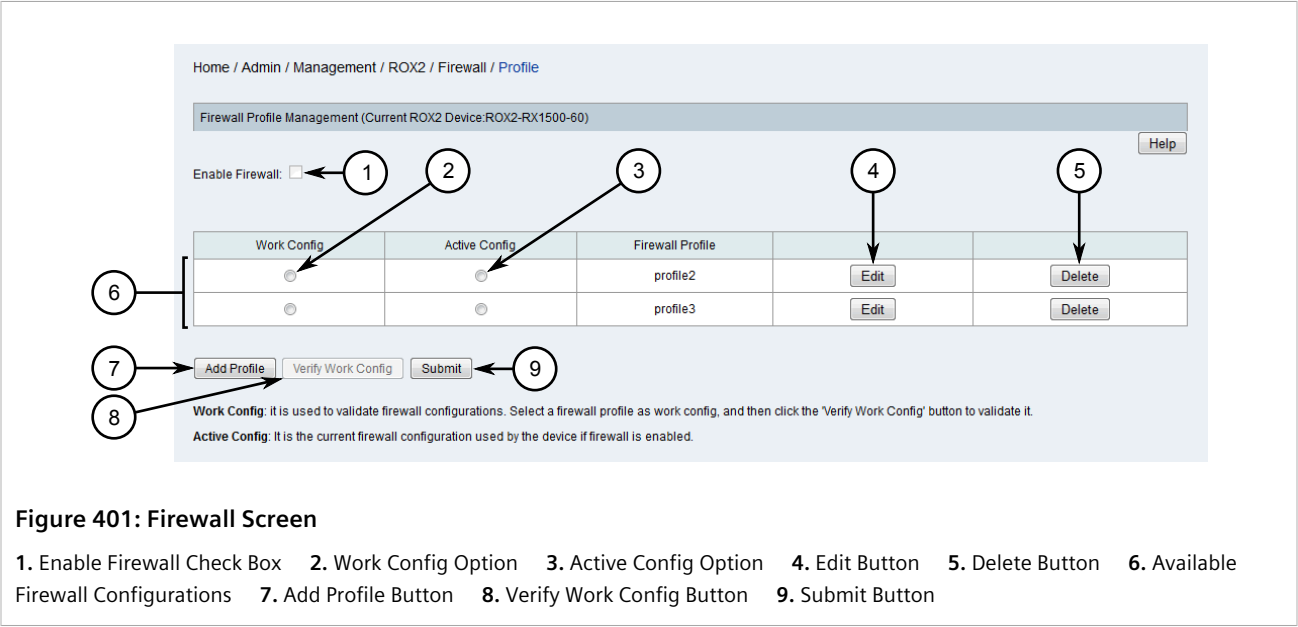 Home / Admin / Management / ROX2 / Firewall / Profile
Firewall Profile Management (Current ROX2 Device:ROX2-RX1500-60)
Help
Enable Firewall:
1
2
3
4
5
Work Config
Active Config
Firewall Profile
profile2
Edit
Delete
6
profile3
Edit
Delete
7
Add Profile
Verify Work Config
Submit
9
8
Work Config: it is used to validate firewall configurations. Select a firewall profile as work config, and then click the 'Verify Work Config' button to validate it.
Active Config: It is the current firewall configuration used by the device if firewall is enabled.
Figure 401: Firewall Screen
1. Enable Firewall Check Box 2. Work Config Option 3. Active Config Option 4. Edit Button 5. Delete Button 6. Available
Firewall Configurations 7. Add Profile Button 8. Verify Work Config Button 9. Submit Button